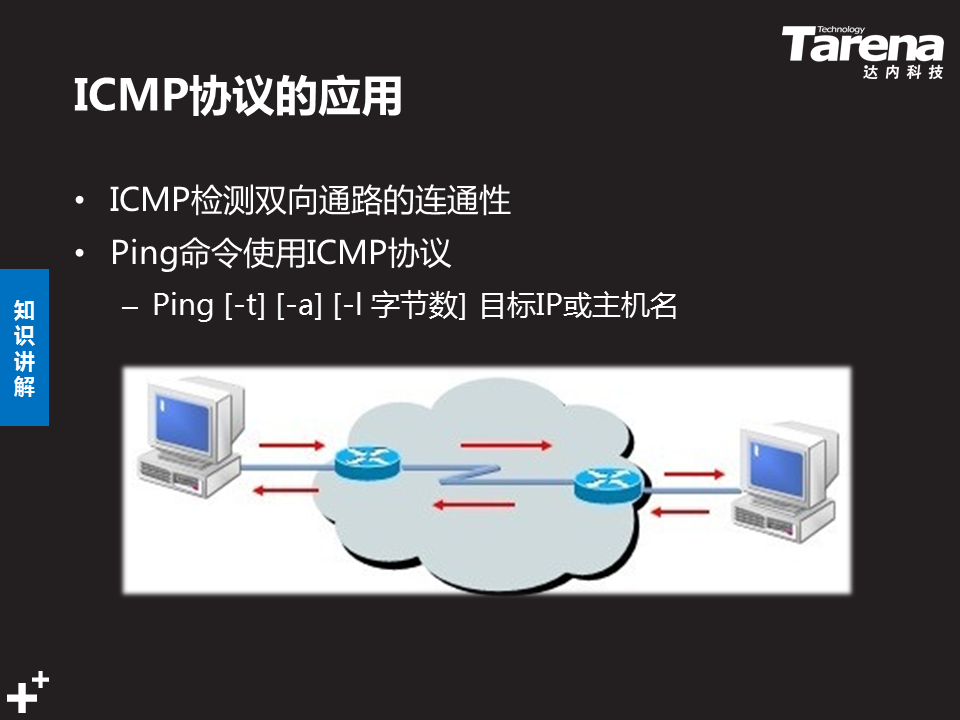 Technology
Tarena
达内科技
ICMP协议的应用
• ICMP检测双向通路的连通性
• Ping命令使用ICMP协议
– Ping [-t] [-a] [-l 字节数] 目标IP或主机名
知
识
讲
解